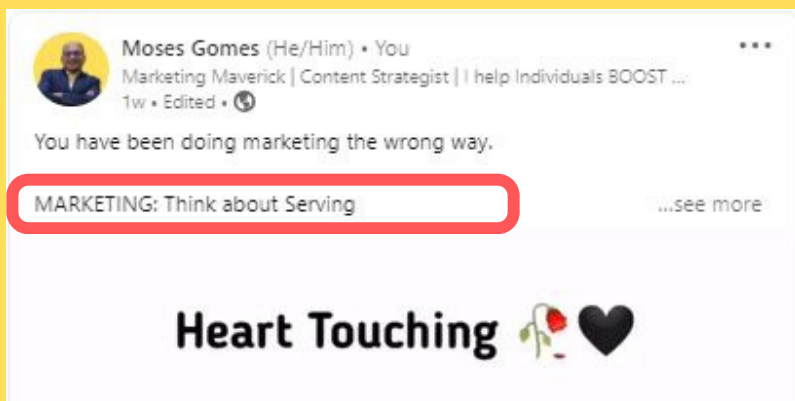 Moses Gomes (He/Him) • You
Marketing Maverick | Content Strategist | I help Individuals BOOST ...
1w • Edited •
You have been doing marketing the wrong way.
MARKETING: Think about Serving ...see more
Heart Touching 🥀🖤